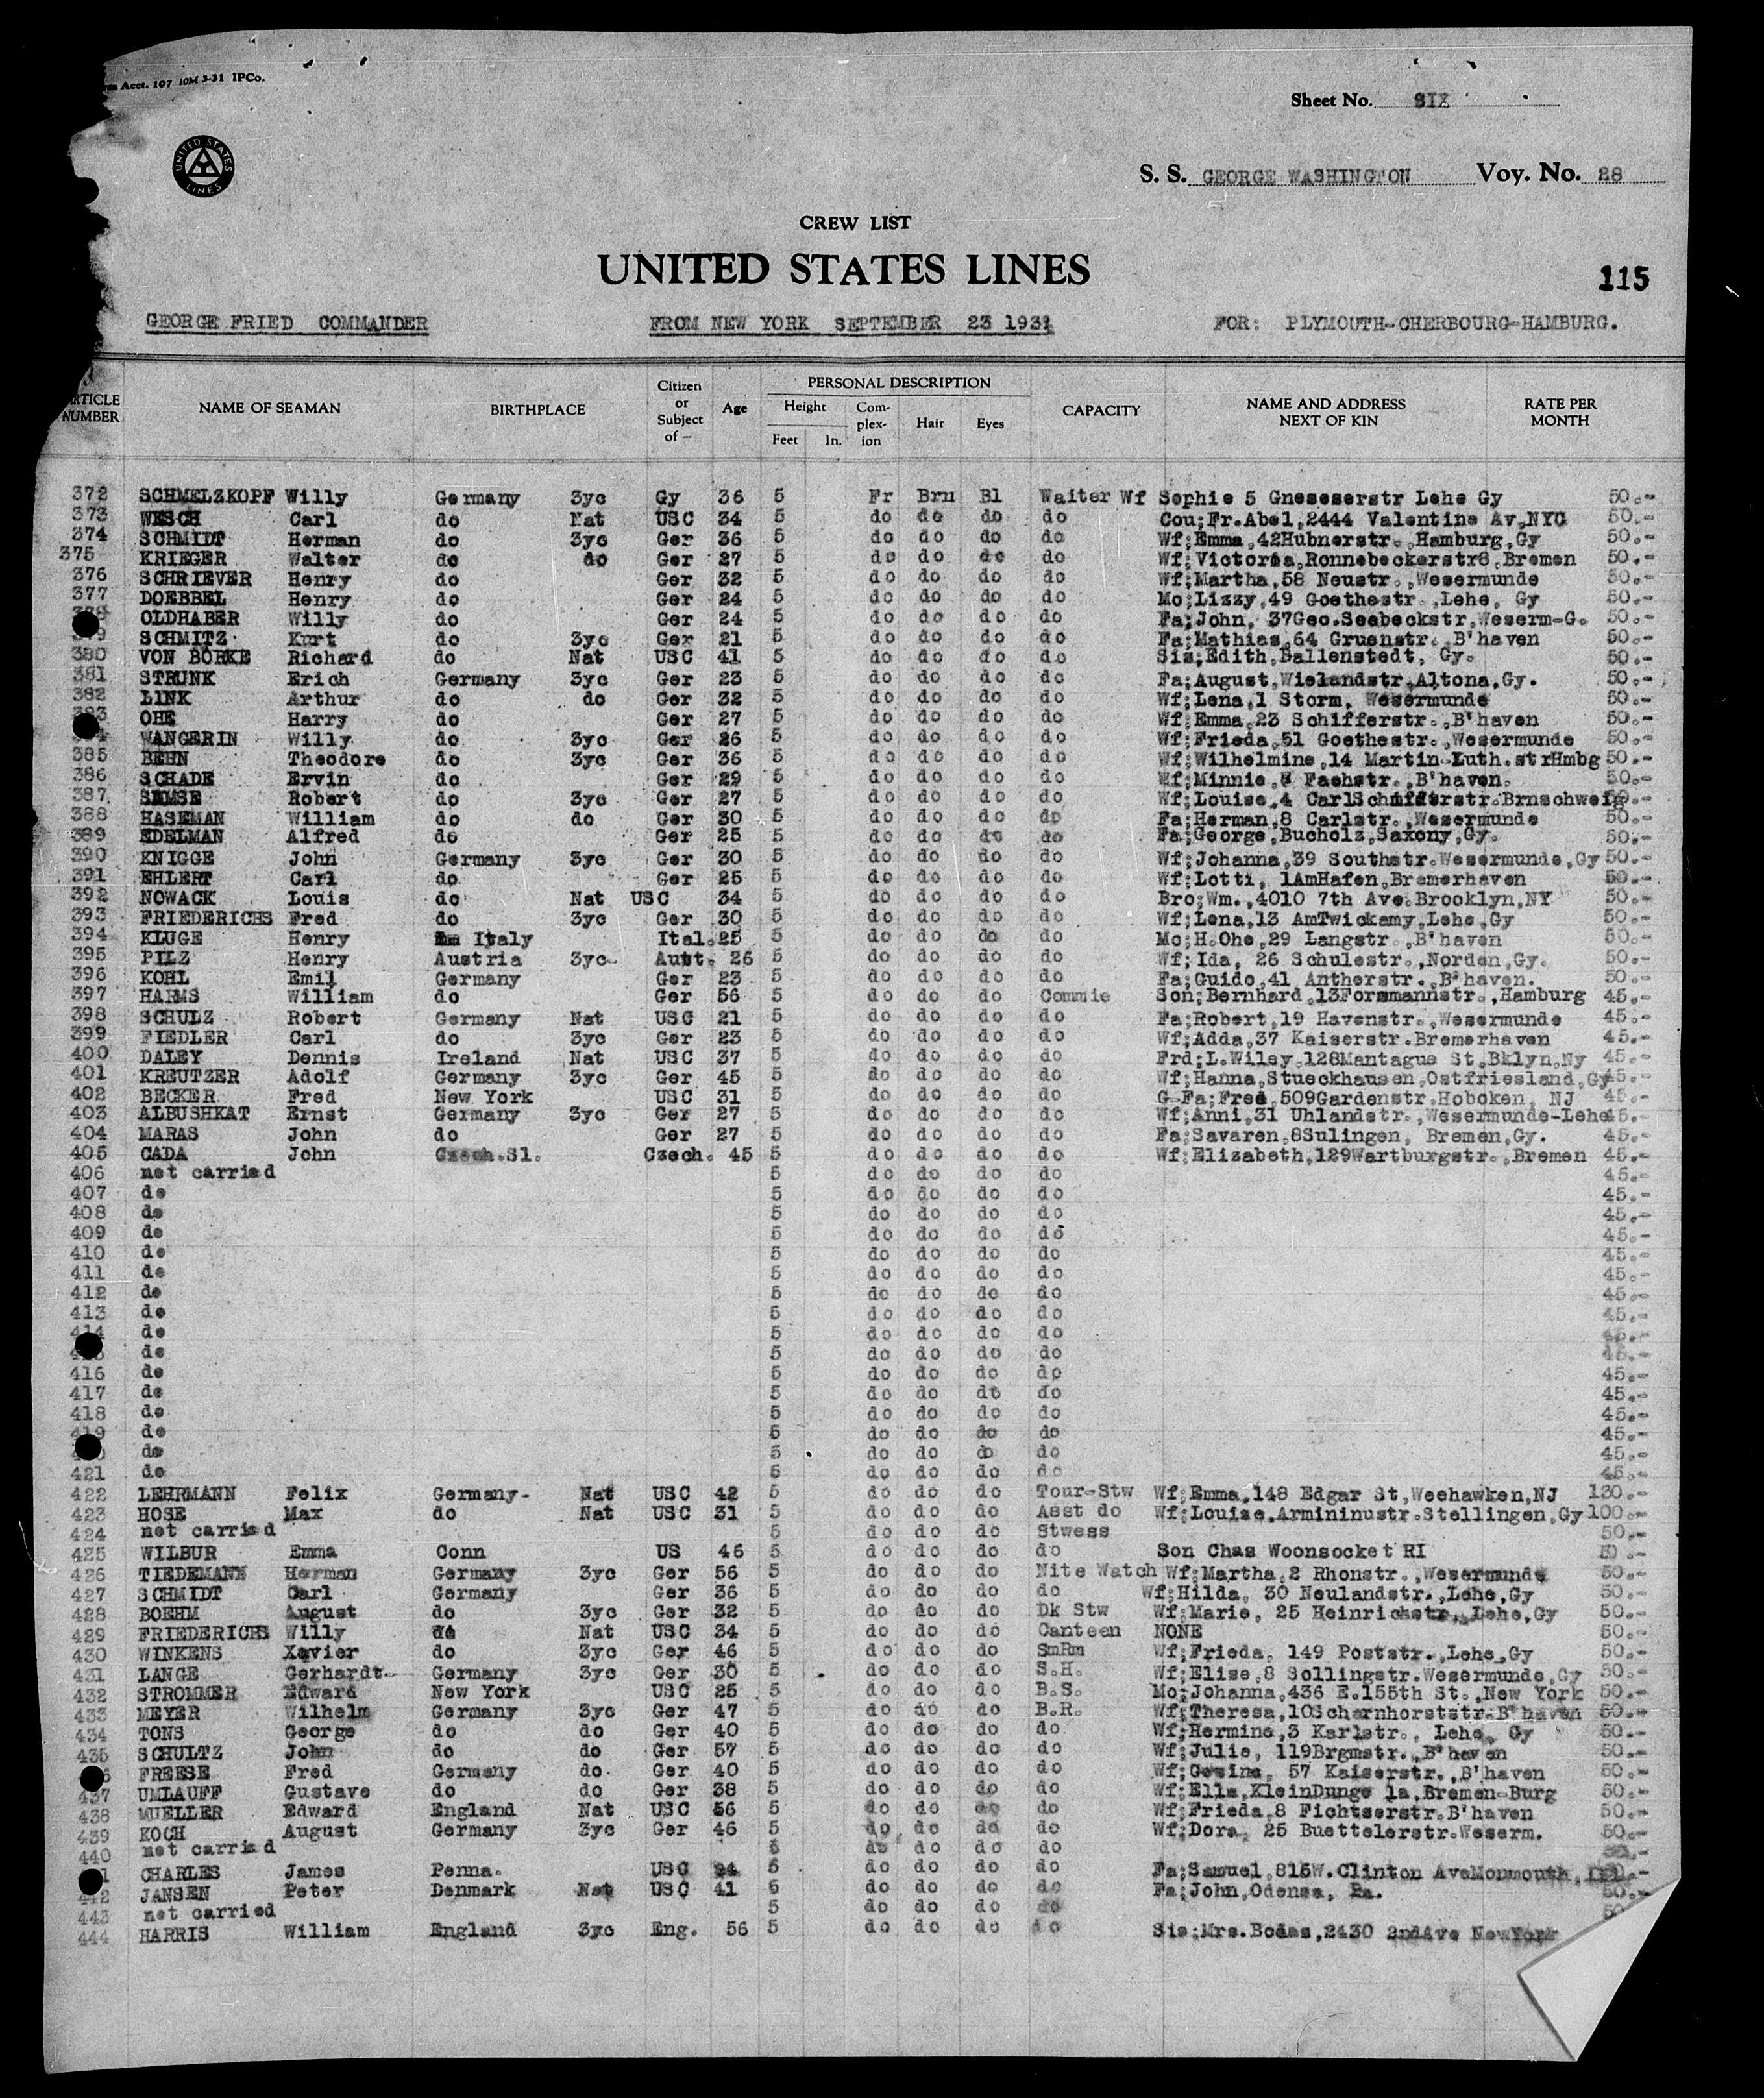 Acct. 107 10M 3-31 IPCo.
Sheet No. SIX
UNITED STATES LINES
S. S. GEORGE WASHINGTON Voy. No. 28
CREW LIST
UNITED STATES LINES
115
GEORGE FRIED COMMANDER FROM NEW YORK SEPTEMBER 23 1931 FOR: PLYMOUTH-CHERBOURG-HAMBURG.
ARTICLE NUMBER NAME OF SEAMAN BIRTHPLACE Citizen or Subject of — Age PERSONAL DESCRIPTION Height Feet In. Complexion Hair Eyes CAPACITY NAME AND ADDRESS NEXT OF KIN RATE PER MONTH
372 SCHMELZKOPF Willy Germany 3yc Gy 36 5 Fr Brn Bl Waiter Wf Sophie 5 Gneseserstr Lehe Gy 50.-
373 WESCH Carl do Nat USC 34 5 do do do do Cou;Fr.Abel,2444 Valentine Av,NYC 50.-
374 SCHMIDT Herman do 3yc Ger 36 5 do do do do Wf;Emma,42Hubnerstr.,Hamburg,Gy 50.-
375 KRIEGER Walter do do Ger 27 5 do do do do Wf;Victoria,Ronnebeckerstr8,Bremen 50.-
376 SCHRIEVER Henry do Ger 32 5 do do do do Wf;Martha,58 Neustr.,Wesermunde 50.-
377 DOEBBEL Henry do Ger 24 5 do do do do Mo;Lizzy,49 Goethestr.,Lehe, Gy 50.-
OLDHABER Willy do Ger 24 5 do do do do Fa;John, 37Geo.Seebeckstr,Weserm-G. 50.-
SCHMITZ Kurt do 3yc Ger 21 5 do do do do Fa;Mathias,64 Gruenstr.,B'haven 50.-
380 VON BORKE Richard do Nat USC 41 5 do do do do Sis;Edith,Ballenstedt, Gy. 50.-
381 STRUNK Erich Germany 3yc Ger 23 5 do do do do Fa;August,Wielandstr,Altona,Gy. 50.-
382 LINK Arthur do do Ger 32 5 do do do do Wf;Lena,1 Storm, Wesermunde 50.-
OHE Harry do Ger 27 5 do do do do Wf;Emma,23 Schifferstr.,B'haven 50.-
WANGERIN Willy do 3yc Ger 26 5 do do do do Wf;Frieda,51 Goethestr.,Wesermunde 50.-
385 BEHN Theodore do 3yc Ger 36 5 do do do do Wf;Wilhelmine,14 Martin-Luth.strHmbg 50.-
386 SCHADE Ervin do Ger 29 5 do do do do Wf;Minnie,8 Faehstr.,B'haven. 50.-
387 Robert do 3yc Ger 27 5 do do do do Wf;Louise,4 Brnschweig
388 HASEMAN William do do Ger 30 5 do do do do Fa;Herman,8 Carlstr.,Wesermunde 50.-
389 EDELMAN Alfred do Ger 25 5 do do do do Fa;George,Bucholz,Saxony,Gy. 50.-
390 KNIGGE John Germany 3yc Ger 30 5 do do do do Wf;Johanna,39 Southstr.Wesermunde,Gy 50.-
391 EHLERT Carl do Ger 25 5 do do do do Wf;Lotti, 1AmHafen,Bremerhaven 50.-
392 NOWACK Louis do Nat USC 34 5 do do do do Bro;Wm.,4010 7th Ave.Brooklyn,NY 50.-
393 FRIEDERICHS Fred do 3yc Ger 30 5 do do do do Wf;Lena,13 AmTwickamy,Lehe,Gy 50.-
394 KLUGE Henry Italy Ital.25 5 do do do do Mo;H.Ohe,29 Langstr.,B'haven 50.-
395 PILZ Henry Austria 3yc- Aust. 26 5 do do do do Wf;Ida, 26 Schulestr.,Norden,Gy. 50.-
396 KOHL Emil Germany Ger 23 5 do do do do Fa;Guido,41 Antherstr.,B'haven. 50.-
397 HARMS William do Ger 56 5 do do do Commie Son;Bernhard,13Forsmannstr.,Hamburg 45.-
398 SCHULZ Robert Germany Nat USC 21 5 do do do do Fa;Robert,19 Havenstr.,Wesermunde 45.-
399 FIEDLER Carl do 3yc Ger 23 5 do do do do Wf;Adda,37 Kaiserstr.Bremerhaven 45.-
400 DALEY Dennis Ireland Nat USC 37 5 do do do do Frd;L.Wiley,128Mantague St,Bklyn,Ny 45.-
401 KREUTZER Adolf Germany 3yc Ger 45 5 do do do do Wf;Hanna,Stueckhausen,Ostfriesland,Gy45.-
402 BECKER Fred New York USC 31 5 do do do do G-Fa;Fred,509Gardenstr.Hoboken, NJ 45.-
403 ALBUSHKAT Ernst Germany 3yc Ger 27 5 do do do do Wf;Anni,31 Uhlandstr.,Wesermunde-Lehe45.-
404 MARAS John do Ger 27 5 do do do do Fa;Savaren,8Sulingen, Bremen,Gy. 45.-
405 CADA John Czech.Sl. Czech. 45 5 do do do do Wf;Elizabeth,129Wartburgstr.,Bremen 45.-
406 not carried 5 do do do do 45.-
407 do 5 do do do do 45.-
408 do 5 do do do do 45.-
409 do 5 do do do do 45.-
410 do 5 do do do do 45.-
411 do 5 do do do do 45.-
412 do 5 do do do do 45.-
413 do 5 do do do do 45.-
414 do 5 do do do do 45.-
do 5 do do do do 45.-
416 do 5 do do do do 45.-
417 do 5 do do do do 45.-
418 do 5 do do do do 45.-
419 do 5 do do do do 45.-
do 5 do do do do 45.-
421 do 5 do do do do 45.-
422 LEHRMANN Felix Germany- Nat USC 42 5 do do do Tour-Stw Wf;Emma,148 Edgar St,Weehawken,NJ 130.-
423 HOSE Max do Nat USC 31 5 do do do Asst do Wf;Louise,Armininustr.Stellingen,Gy 100.-
424 not carried 5 do do do Stwess 50.-
425 WILBUR Emma Conn US 46 5 do do do do Son Chas Woonsocket RI 50.-
426 TIEDEMANN Herman Germany 3yc Ger 56 5 do do do Nite Watch Wf;Martha,2 Rhonstr.,Wesermunde 50.-
427 SCHMIDT Carl Germany Ger 36 5 do do do do Wf;Hilda, 30 Neulandstr.,Lehe,Gy 50.-
428 BOEHM August do 3yc Ger 32 5 do do do Dk Stw Wf;Marie, 25 Heinrichstr.,Lehe,Gy 50.-
429 FRIEDERICHS Willy do Nat USC 34 5 do do do Canteen NONE 50.-
430 WINKENS Xavier do 3yc Ger 46 5 do do do SmRm Wf;Frieda, 149 Poststr.,Lehe,Gy 50.-
431 LANGE Gerhardt- Germany 3yc Ger 30 5 do do do S.H. Wf;Elise,8 Sollingstr.Wesermunde,Gy 50.-
432 STROMMER Edward New York USC 25 5 do do do B.S. Mo;Johanna,436 E.155th St.,New York 50.-
433 MEYER Wilhelm Germany 3yc Ger 47 5 do do do B.R. Wf;Theresa,10Scharnhorststr.B'haven 50.-
434 TONS George do do Ger 40 5 do do do do Wf;Hermine,3 Karlstr., Lehe, Gy 50.-
435 SCHULTZ John do do Ger 57 5 do do do do Wf;Julie, 119Brgmstr.,B'haven 50.-
FREESE Fred Germany do. Ger 40 5 do do do do Wf;Gesine, 57 Kaiserstr.,B'haven 50.-
437 UMLAUFF Gustave do do Ger 38 5 do do do do Wf;Ella,KleinDunge 1a,Bremen-Burg 50.-
438 MUELLER Edward England Nat USC 56 5 do do do do Wf;Frieda,8 Fichtserstr.B'haven 50.-
439 KOCH August Germany 3yc Ger 46 5 do do do do Wf;Dora, 25 Buettelerstr.Weserm. 50.-
440 not carried 5 do do do do
CHARLES James Penna. USC 5 do do do do Fa;Samuel,815W.Clinton AveMonmouth,
442 JANSEN Peter Denmark Nat USC 41 5 do do do do Fa;John,Odensa, 50.-
443 not carried 5 do do do do 50
444 HARRIS William England 3yc Eng. 56 5 do do do do Sis;Mrs.Bodes,2430 2ndAve NewYork